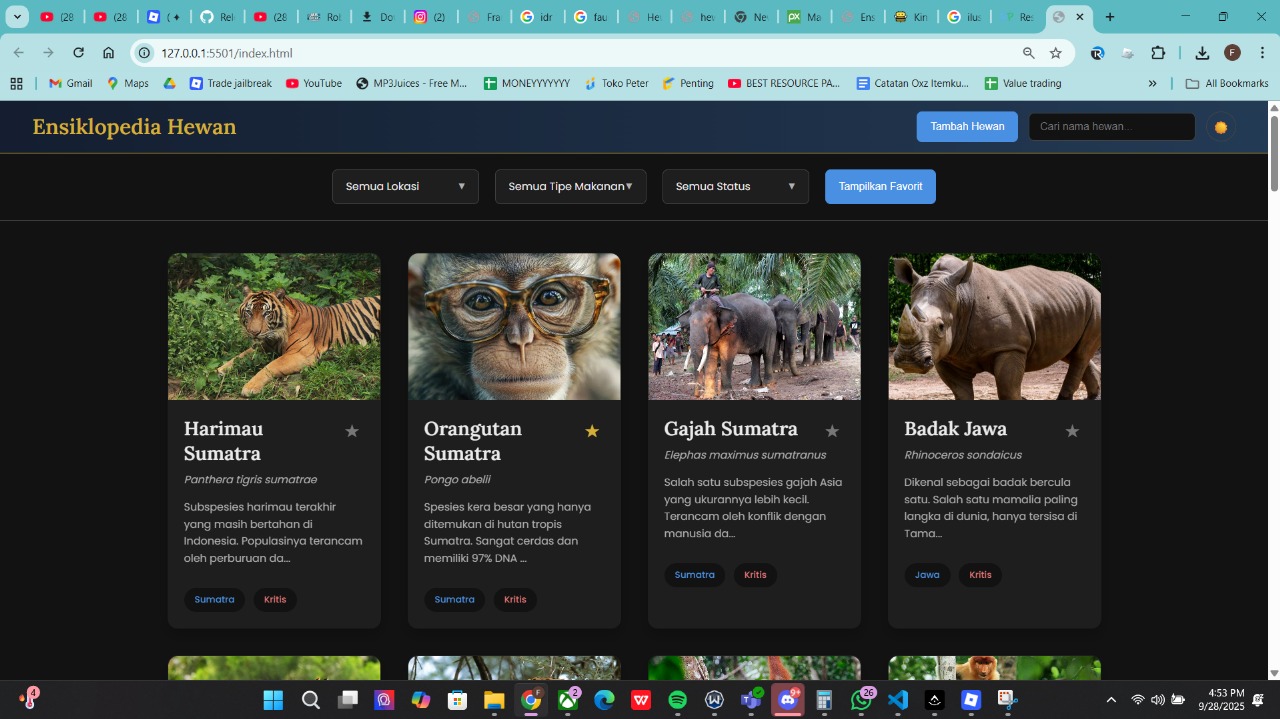 (28
(28
( ♦
Rel
(28
Rol
Do
(2)
Fra
idr
fau
He
hev
Ne
Ma
Ens
Kin
ilus
Re
127.0.0.1:5501/index.html
F
Gmail
Maps
Trade jailbreak
YouTube
MP3Juices - Free M...
MONEYYYYYYY
Toko Peter
Penting
BEST RESOURCE PA...
Catatan Oxz Itemku...
Value trading
All Bookmarks
Ensiklopedia Hewan
Tambah Hewan
Cari nama hewan...
Semua Lokasi
Semua Tipe Makanan
Semua Status
Tampilkan Favorit
Harimau
Sumatra
Panthera tigris sumatrae
Subspesies harimau terakhir
yang masih bertahan di
Indonesia. Populasinya terancam
oleh perburuan da...
Sumatra
Kritis
Orangutan
Sumatra
Pongo abelii
Spesies kera besar yang hanya
ditemukan di hutan tropis
Sumatra. Sangat cerdas dan
memiliki 97% DNA ...
Sumatra
Kritis
Gajah Sumatra
Elephas maximus sumatranus
Salah satu subspesies gajah Asia
yang ukurannya lebih kecil.
Terancam oleh konflik dengan
manusia da...
Sumatra
Kritis
Badak Jawa
Rhinoceros sondaicus
Dikenal sebagai badak bercula
satu. Salah satu mamalia paling
langka di dunia, hanya tersisa di
Tama...
Jawa
Kritis
4
F
2
9+
26
4:53 PM
9/28/2025